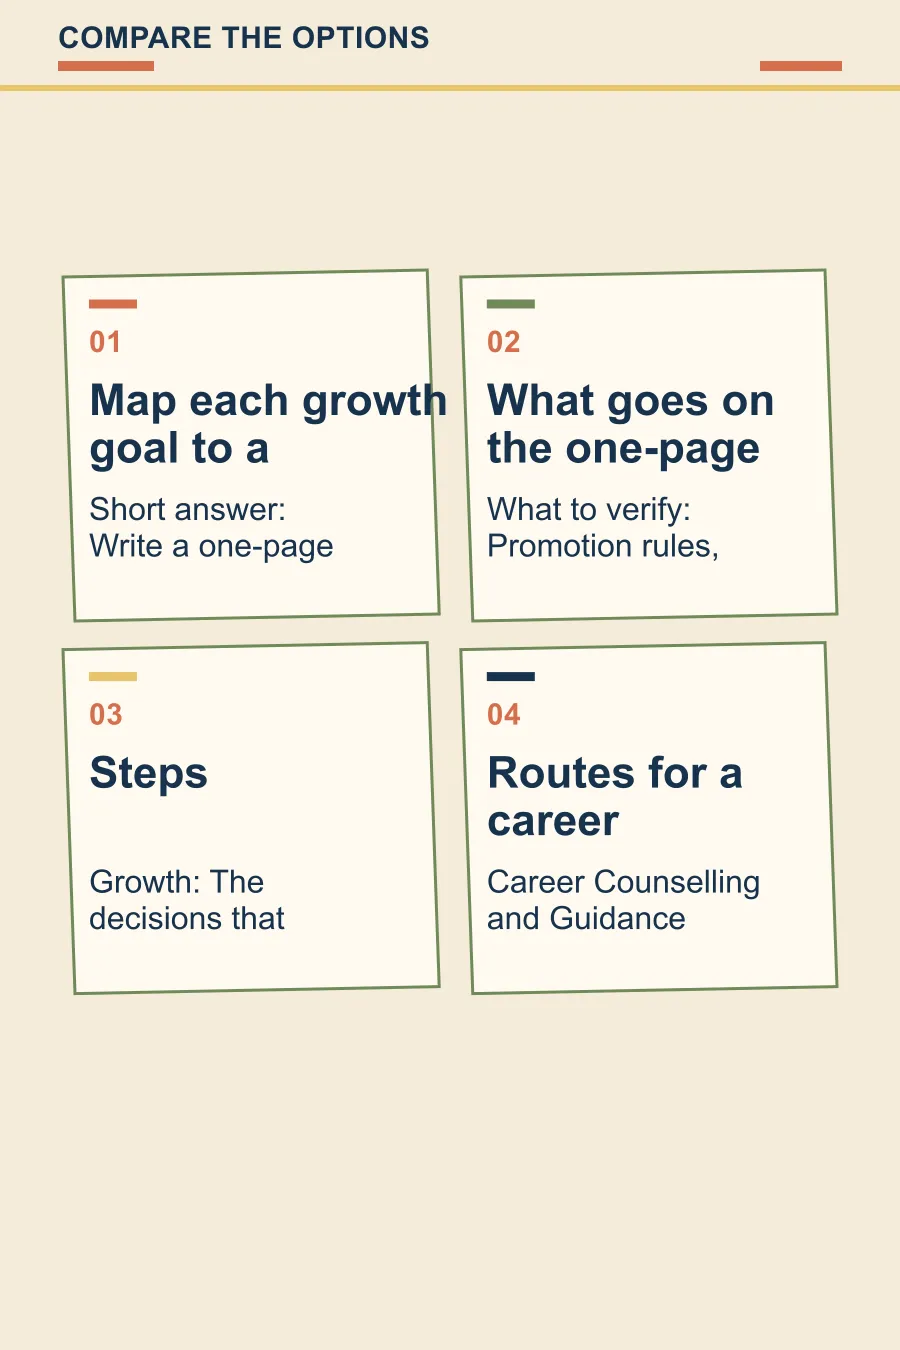 COMPARE THE OPTIONS
01
Map each growth
goal to a
Short answer:
Write a one-page
02
What goes on
the one-page
What to verify:
Promotion rules,
03
Steps
Growth: The
decisions that
04
Routes for a
career
Career Counselling
and Guidance